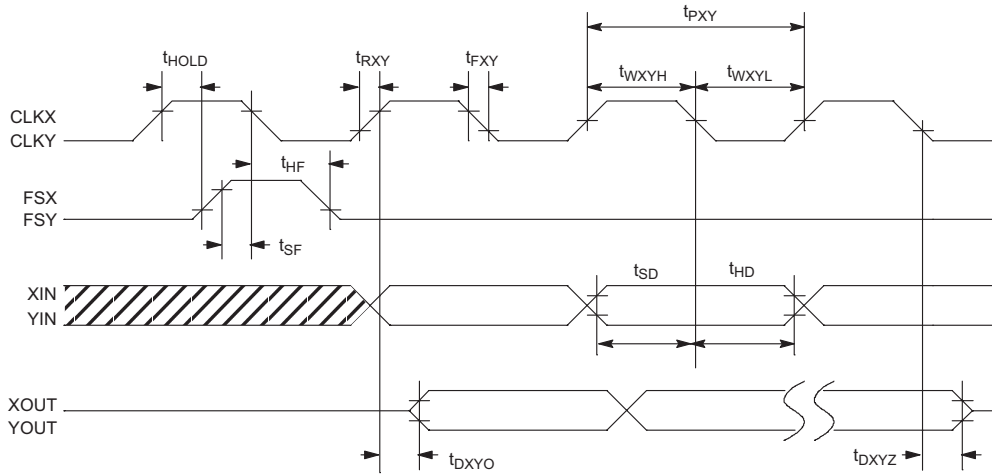 tPXY
tHOLD
tRXY
tFXY
tWXYH
tWXYL
CLKX
CLKY
tHF
FSX
FSY
tSF
tSD
tHD
XIN
YIN
XOUT
YOUT
tDXYO
tDXYZ